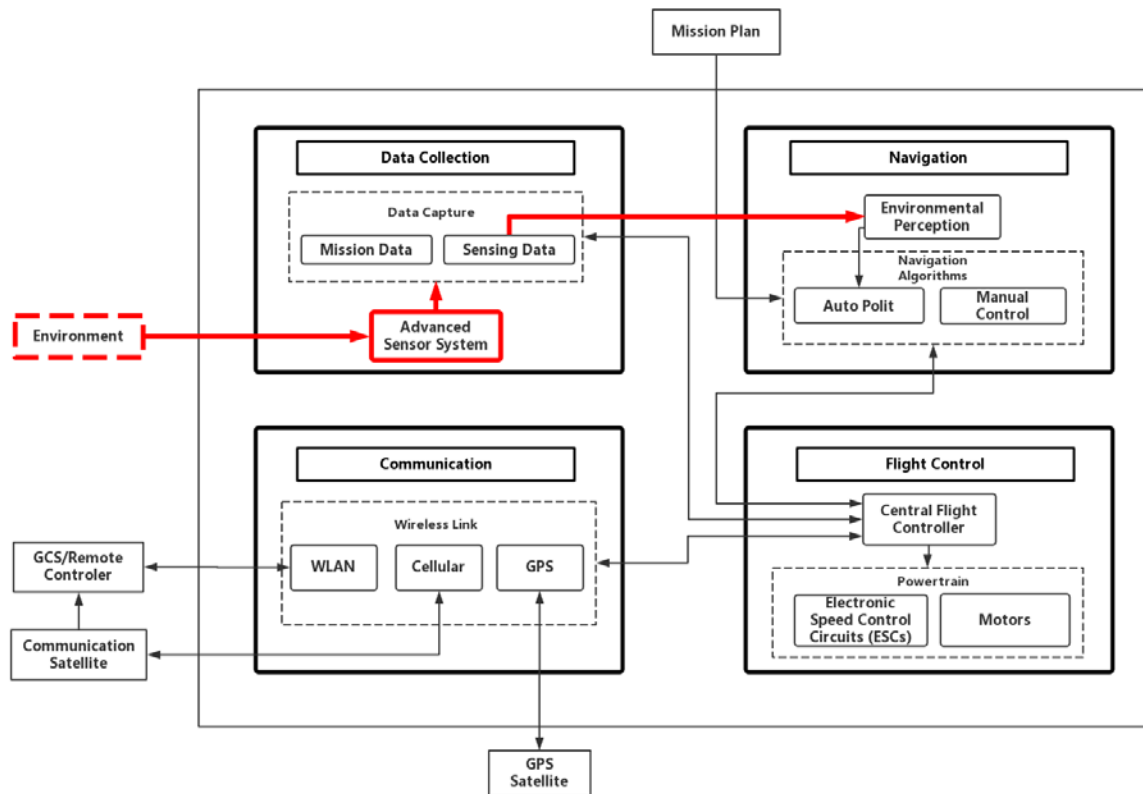 Mission Plan
Data Collection
Data Capture
Mission Data
Sensing Data
Advanced
Sensor System
Environment
Navigation
Environmental
Perception
Navigation
Algorithms
Auto Polit
Manual
Control
Communication
Wireless Link
WLAN
Cellular
GPS
GCS/Remote
Controler
Communication
Satellite
GPS
Satellite
Flight Control
Central Flight
Controller
Powertrain
Electronic
Speed Control
Circuits (ESCs)
Motors